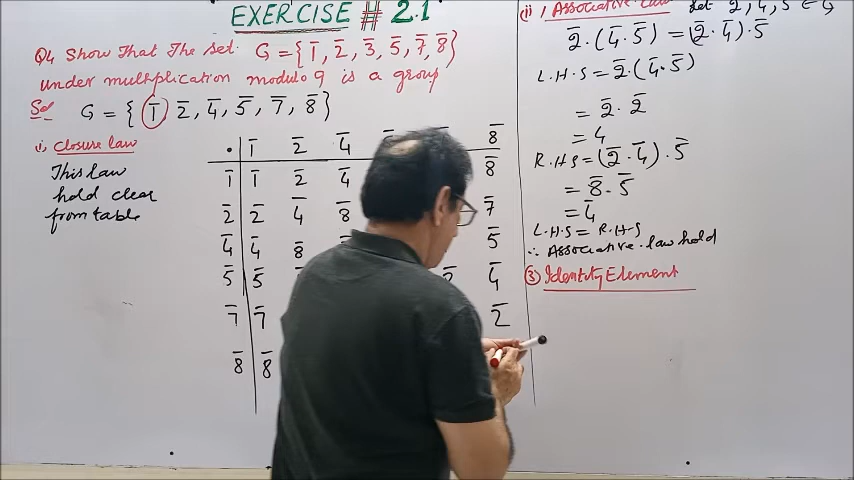 EXERCISE # 2.1
Q4 Show That The set G = {1̄, 2̄, 3̄, 5̄, 7̄, 8̄}
under multiplication modulo 9 is a group
Sol G = { 1̄, 2̄, 4̄, 5̄, 7̄, 8̄}
i, Closure law
This law
hold clear
from table
. 1̄ 2̄ 4̄ 8̄
1̄ 1̄ 2̄ 4̄ 8̄
2̄ 2̄ 4̄ 8̄ 7̄
4̄ 4̄ 8̄ 5̄
5̄ 5̄ 2̄ 4̄
7̄ 7̄ 2̄
8̄ 8̄
(ii) , Associative Law let 2̄, 4̄, 5̄ ∈ G
2̄.(4̄.5̄) = (2̄.4̄).5̄
L.H.S = 2̄.(4̄.5̄)
= 2̄.2̄
= 4̄
R.H.S = (2̄.4̄).5̄
= 8̄.5̄
= 4̄
L.H.S = R.H.S
∴ Associative law hold
③ Identity Element